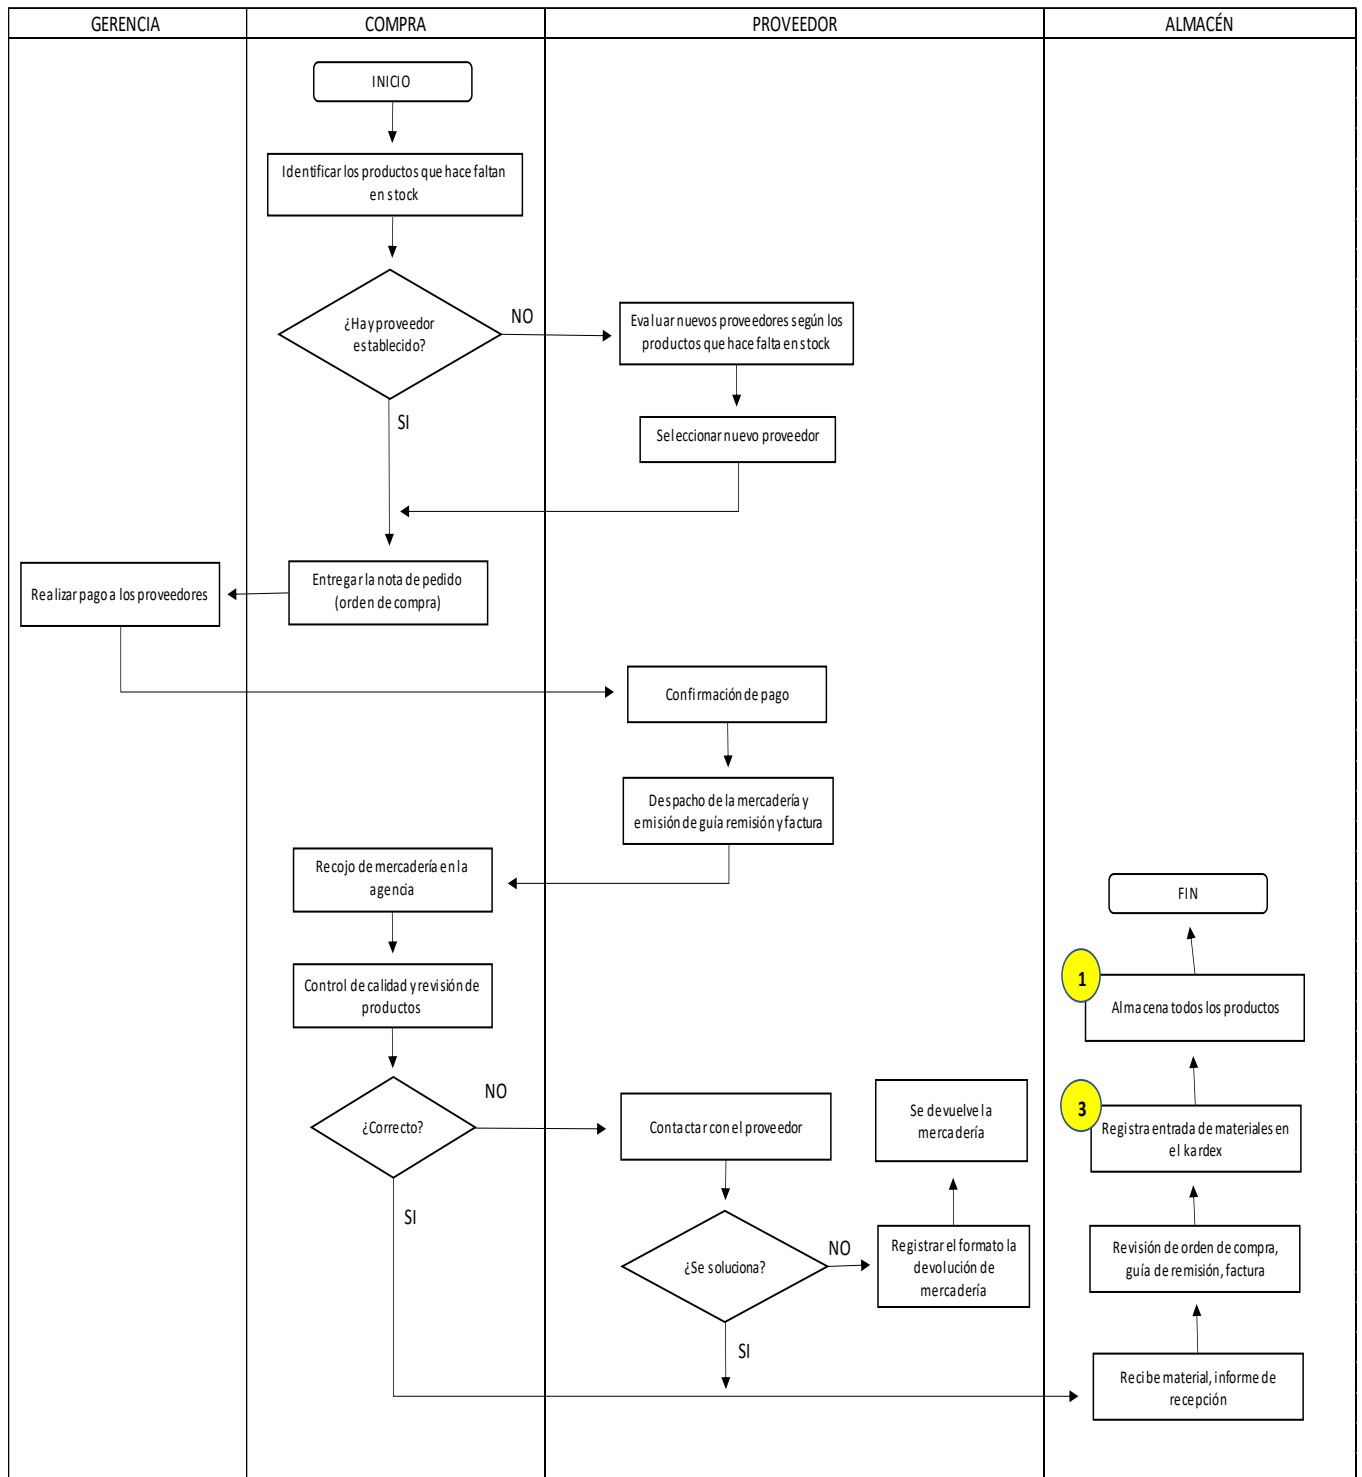 GERENCIA
COMPRA
PROVEEDOR
ALMACÉN
INICIO
Identificar los productos que hace faltan
en stock
¿Hay proveedor
establecido?
NO
Evaluar nuevos proveedores según los
productos que hace falta en stock
SI
Seleccionar nuevo proveedor
Realizar pago a los proveedores
Entregar la nota de pedido
(orden de compra)
Confirmación de pago
Despacho de la mercadería y
emisión de guía remisión y factura
Recojo de mercadería en la
agencia
FIN
Control de calidad y revisión de
productos
1
Almacena todos los productos
¿Correcto?
NO
Contactar con el proveedor
Se devuelve la
mercadería
3
Registra entrada de materiales en
el kardex
SI
¿Se soluciona?
NO
Registrar el formato la
devolución de
mercadería
Revisión de orden de compra,
guía de remisión, factura
SI
Recibe material, informe de
recepción